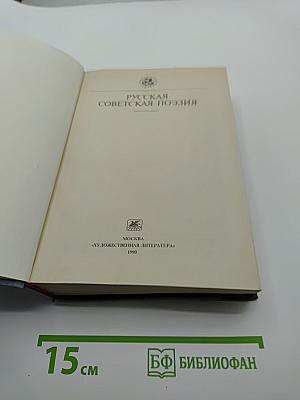 РУССКАЯ
СОВЕТСКАЯ ПОЭЗИЯ
МОСКВА
«ХУДОЖЕСТВЕННАЯ ЛИТЕРАТУРА»
1990
15 см
БФ БИБЛИОФАН